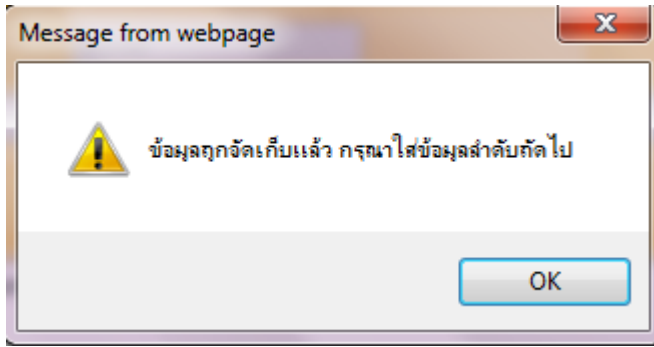 Message from webpage
ข้อมูลถูกจัดเก็บแล้ว กรุณาใส่ข้อมูลลำดับถัดไป
OK